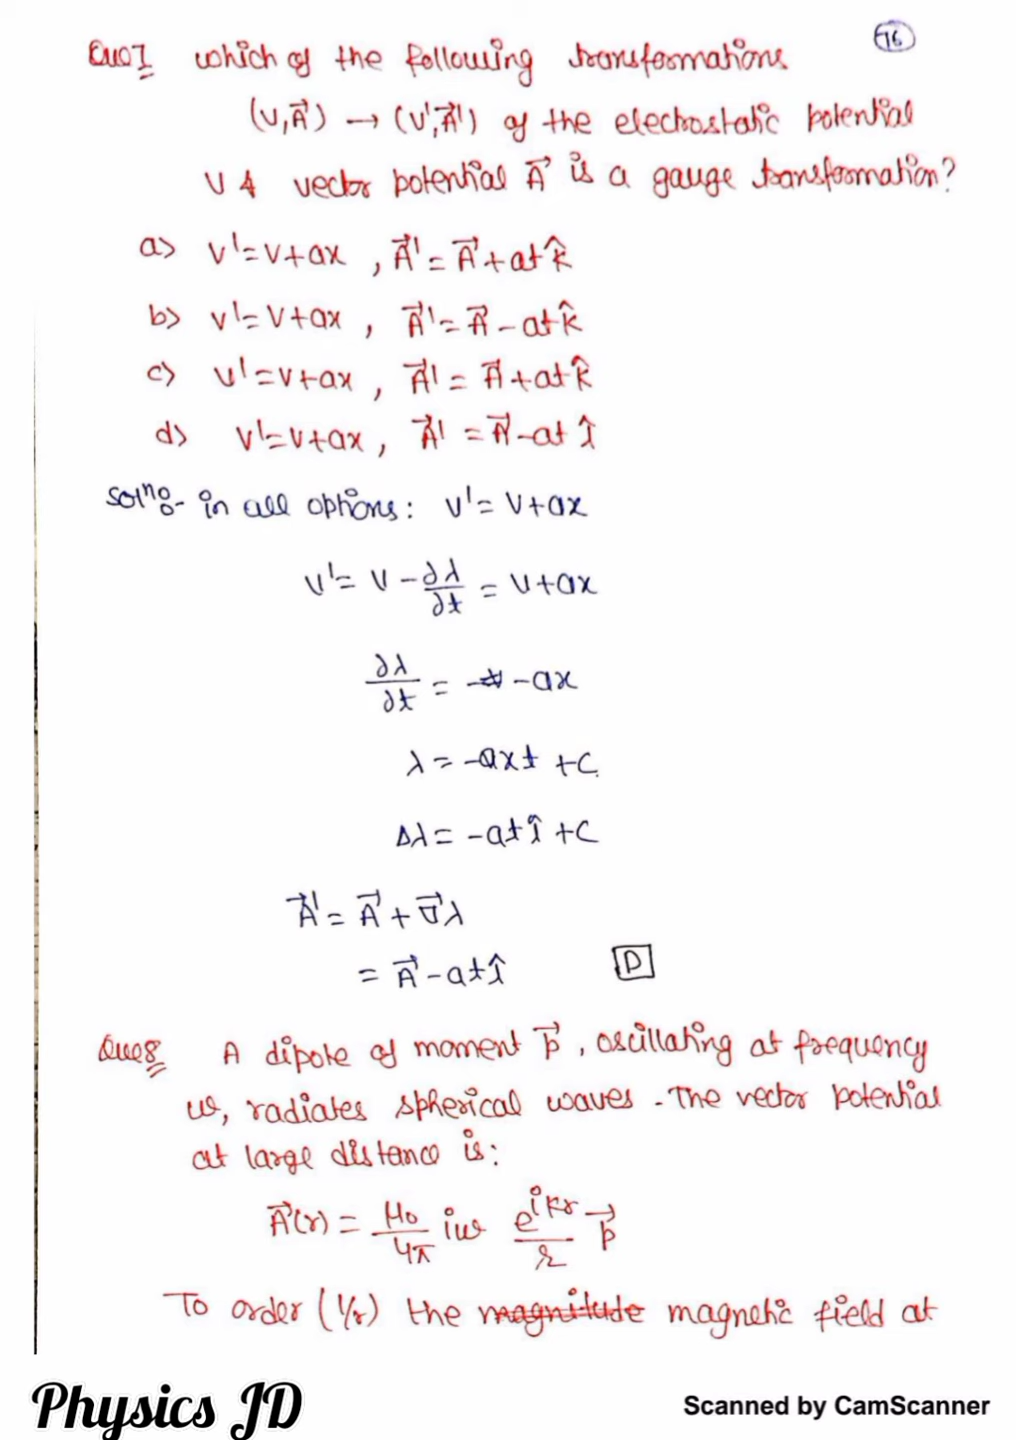 76
Que7 which of the following transformations
(V, A⃗) → (V', A⃗') of the electrostatic potential
V & vector potential A⃗ is a gauge transformation?
a) V' = V + ax , A⃗' = A⃗ + at k̂
b) V' = V + ax , A⃗' = A⃗ - at k̂
c) V' = V + ax , A⃗' = A⃗ + at k̂
d) V' = V + ax , A⃗' = A⃗ - at î
Solⁿ:- in all options: V' = V + ax
V' = V - ∂λ/∂t = V + ax
∂λ/∂t = -ax
λ = -axt + C
Δλ = -at î + C
A⃗' = A⃗ + ∇⃗λ
= A⃗ - at î D
Que8 A dipole of moment p⃗, oscillating at frequency
ω, radiates spherical waves. The vector potential
at large distance is:
A⃗(r) = μ₀/4π iω e^{ikr}/r p⃗
To order (1/r) the magnitude magnetic field at
Physics JD
Scanned by CamScanner